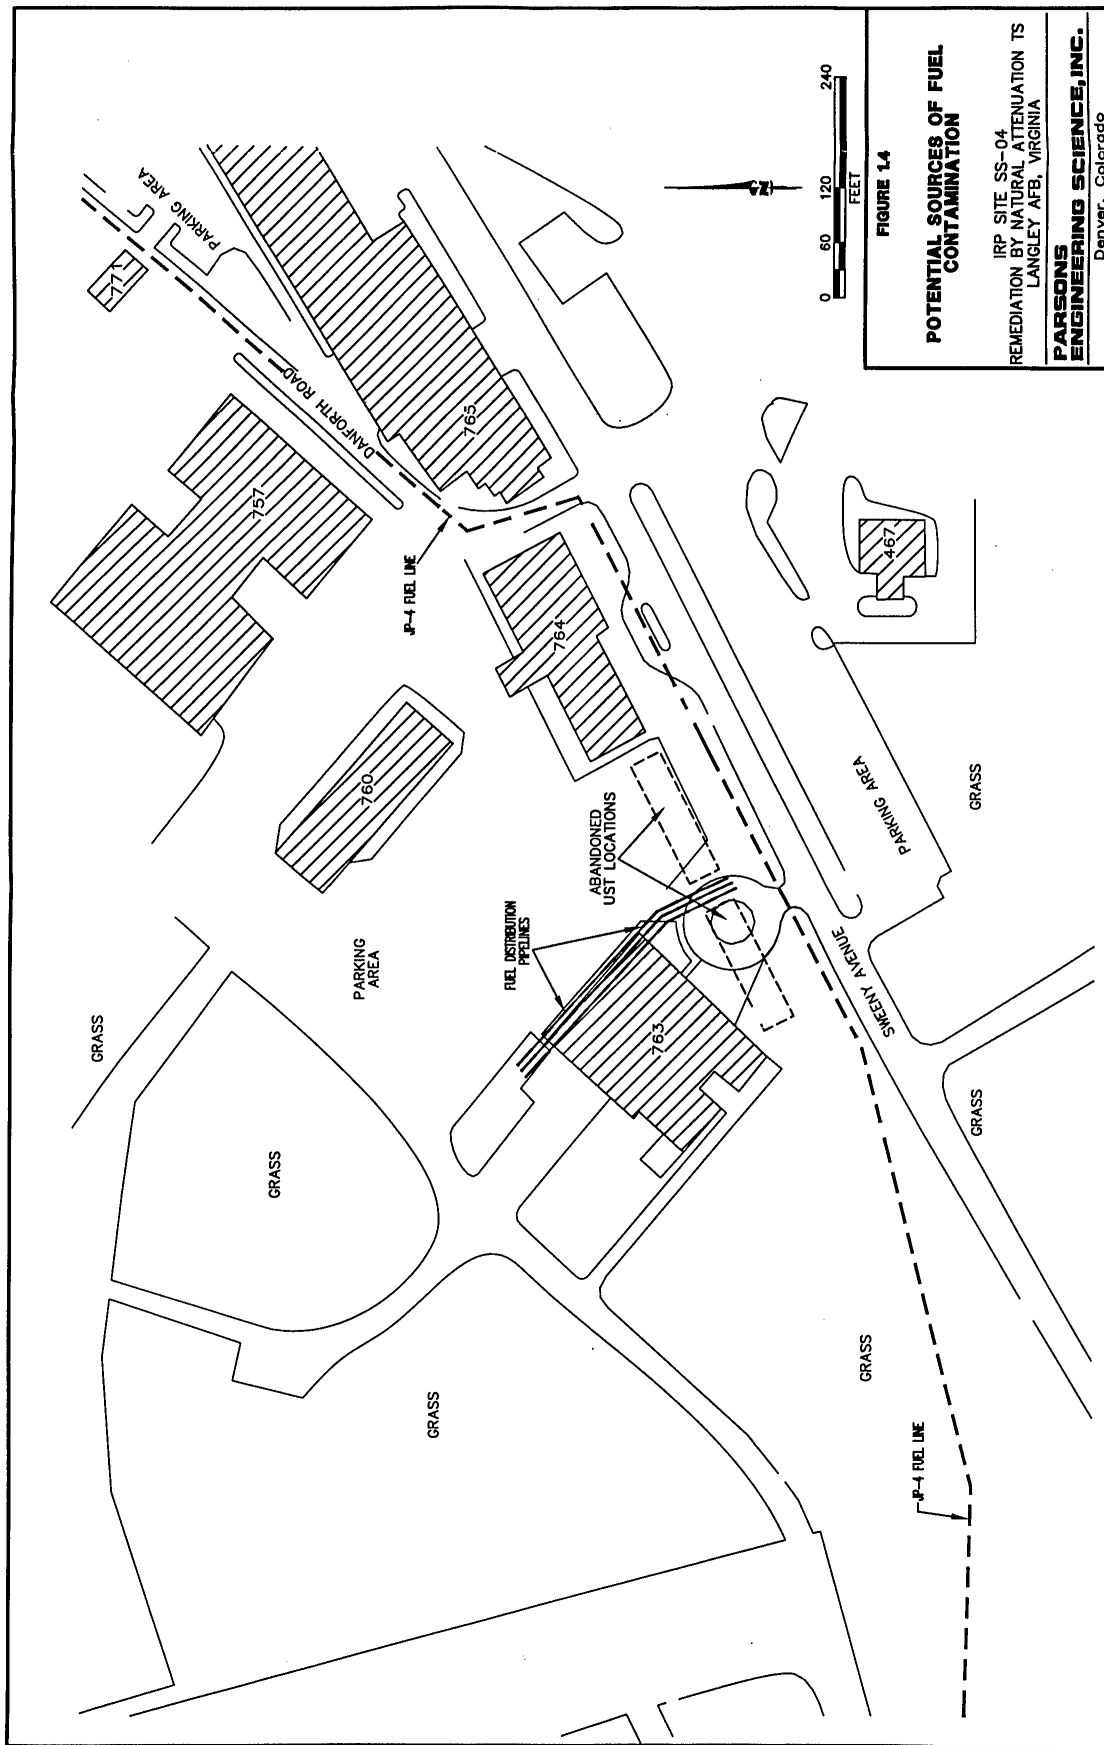 771
PARKING AREA
DANFORTH ROAD
757
765
JP-4 FUEL LINE
764
760
467
ABANDONED
UST LOCATIONS
FUEL DISTRIBUTION
PIPELINES
PARKING
AREA
PARKING AREA
GRASS
763
SWEENY AVENUE
GRASS
GRASS
GRASS
GRASS
GRASS
JP-4 FUEL LINE
0 60 120 240
FEET
FIGURE 1.4
POTENTIAL SOURCES OF FUEL
CONTAMINATION
IRP SITE SS-04
REMEDIATION BY NATURAL ATTENUATION TS
LANGLEY AFB, VIRGINIA
PARSONS
ENGINEERING SCIENCE, INC.
Denver, Colorado